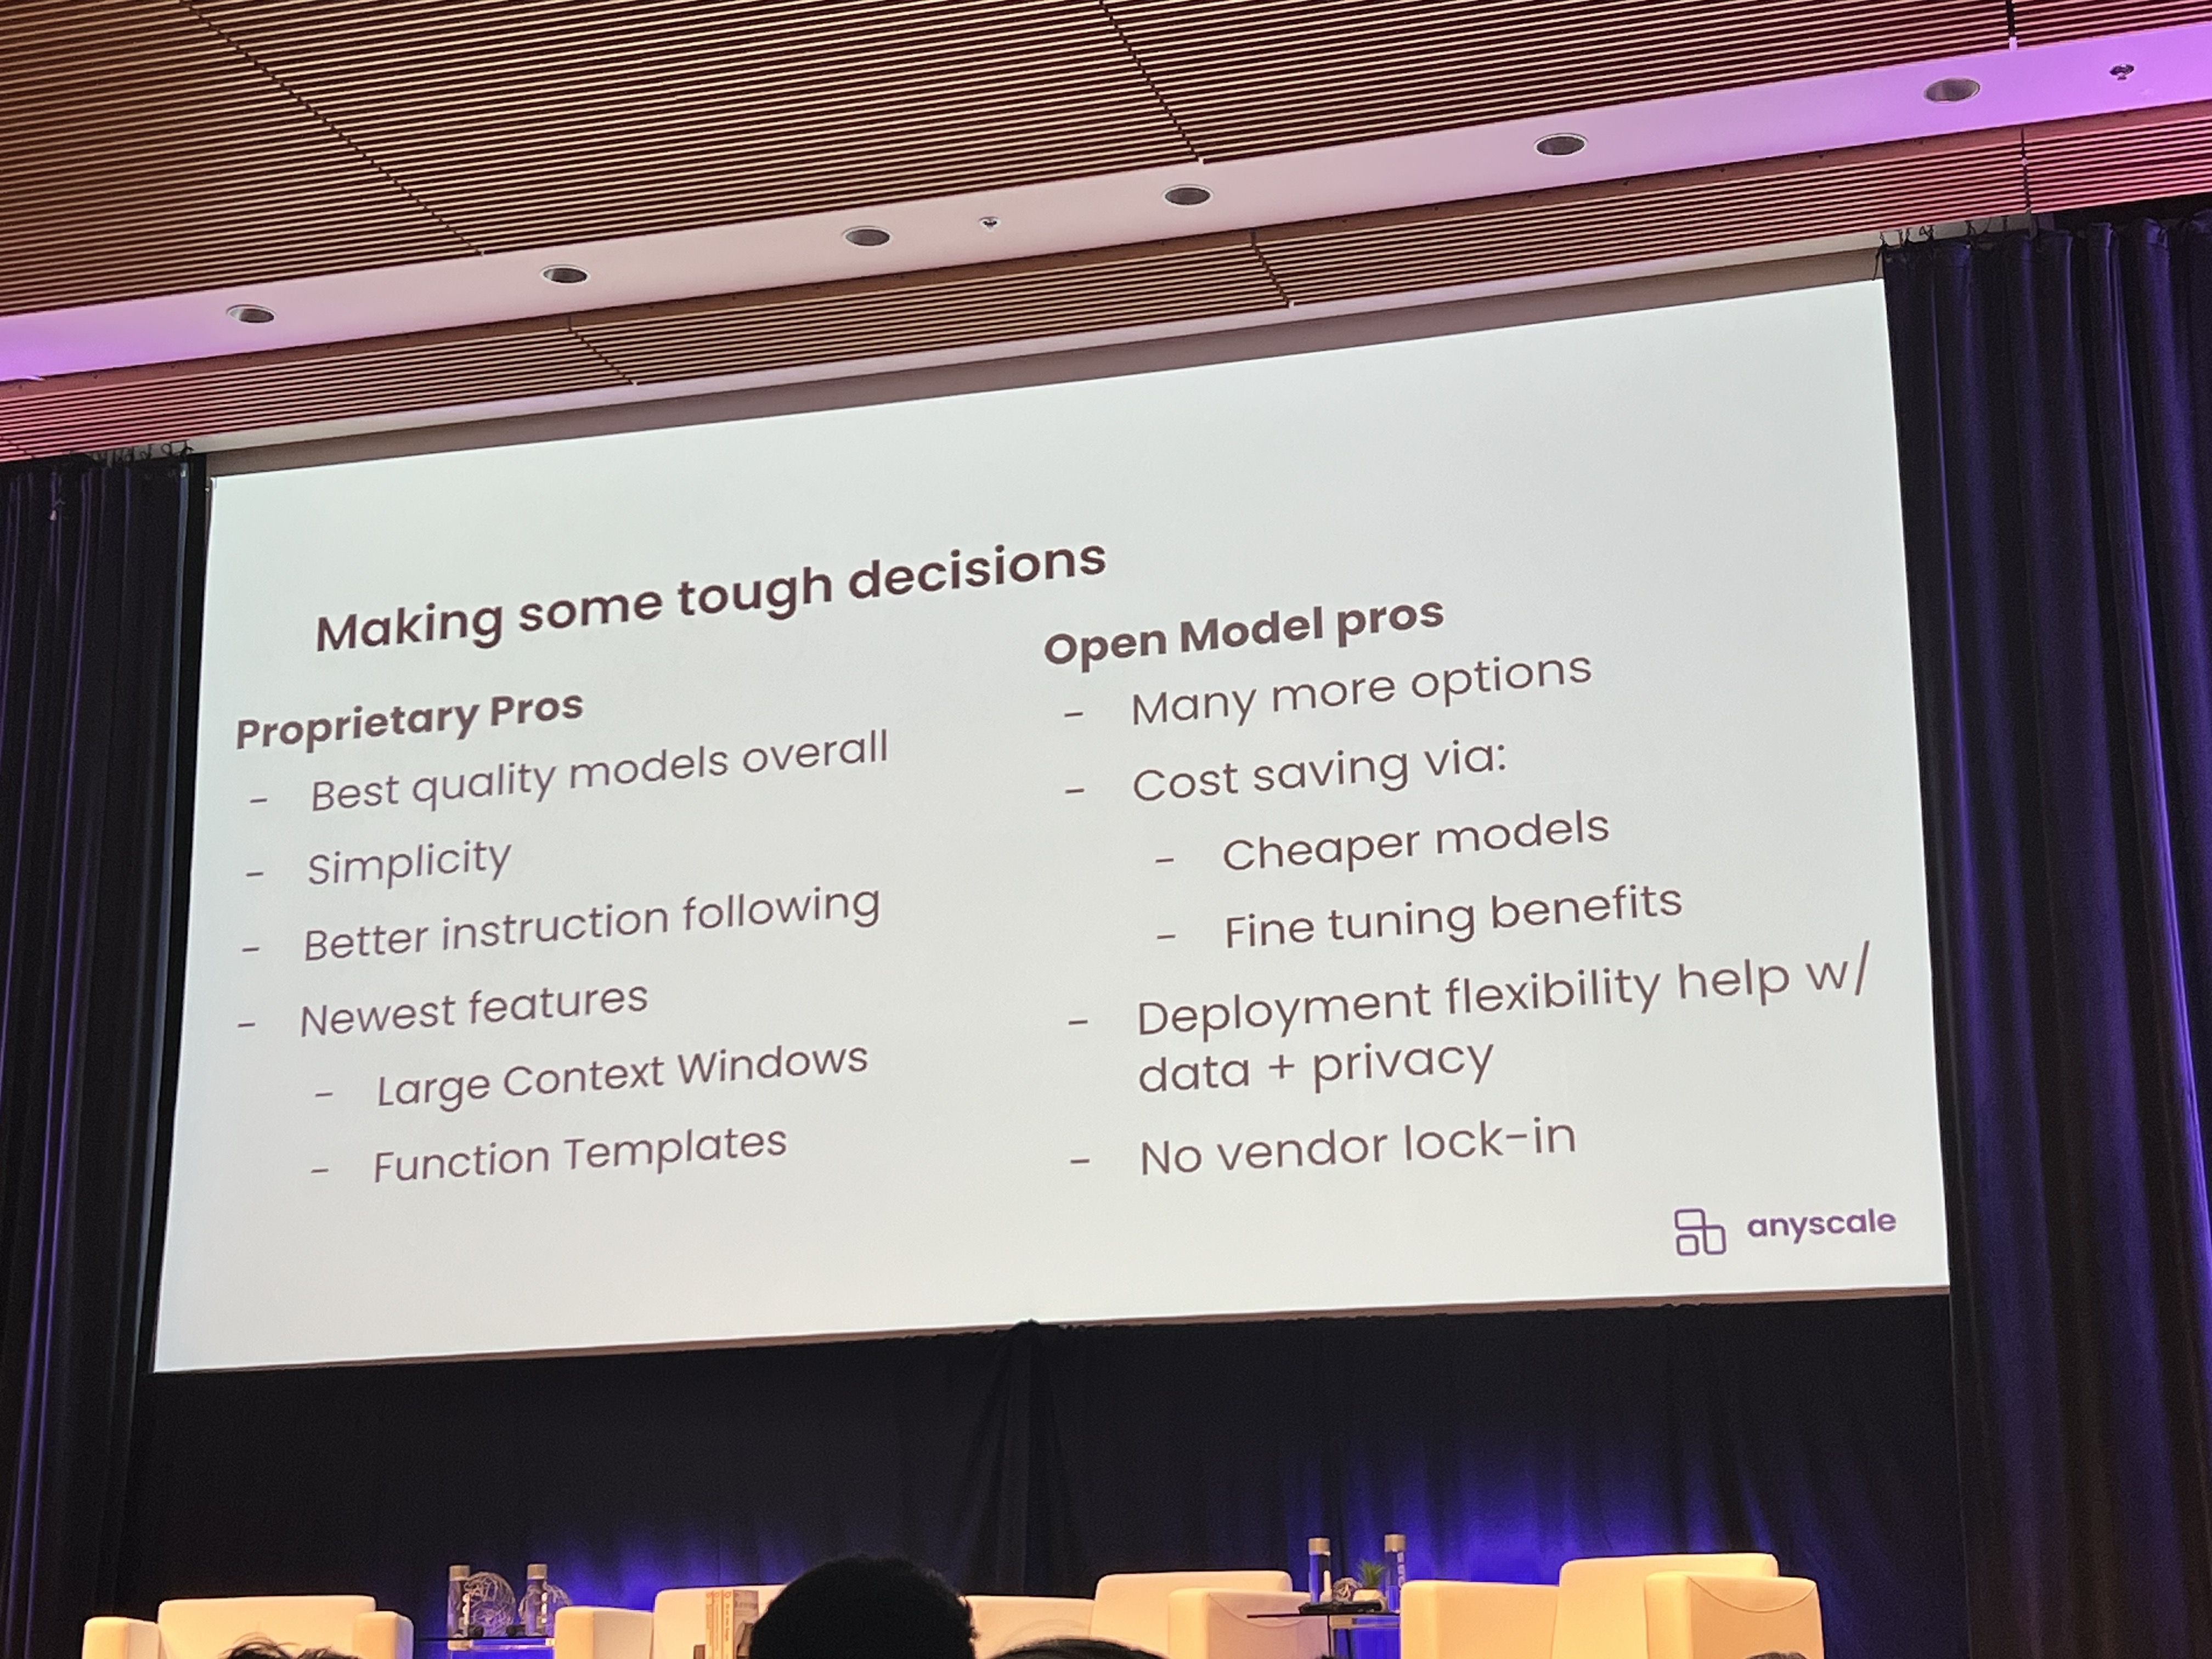 Making some tough decisions
Proprietary Pros
- Best quality models overall
- Simplicity
- Better instruction following
- Newest features
- Large Context Windows
- Function Templates
Open Model pros
- Many more options
- Cost saving via:
- Cheaper models
- Fine tuning benefits
- Deployment flexibility help w/
data + privacy
- No vendor lock-in
anyscale